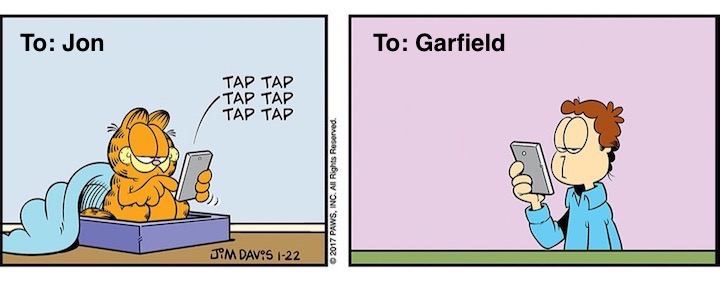 To: Jon
TAP TAP
TAP TAP
TAP TAP
JIM DAVIS 1-22
© 2017 PAWS, INC. All Rights Reserved.
To: Garfield